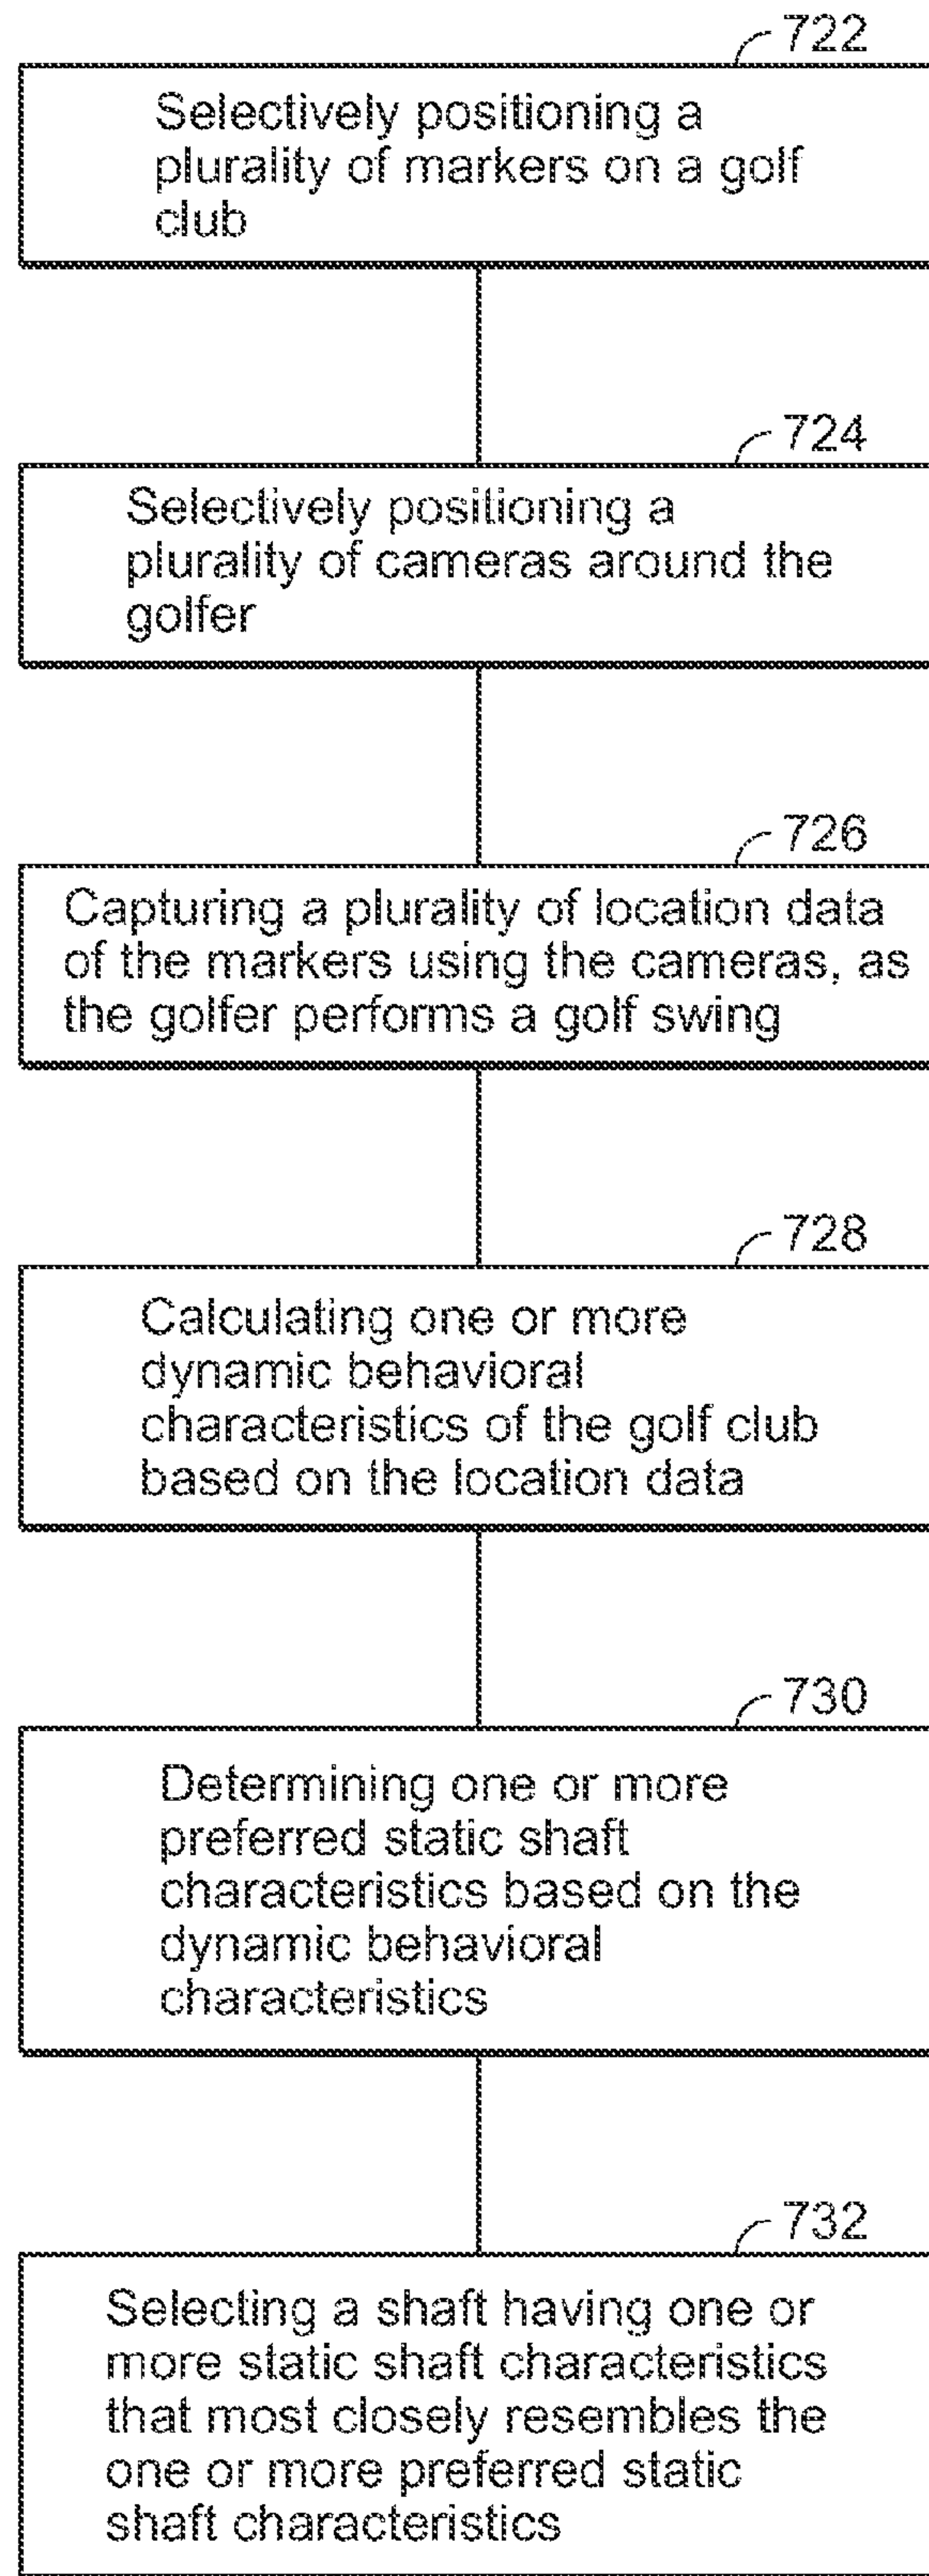 722
Selectively positioning a
plurality of markers on a golf
club
724
Selectively positioning a
plurality of cameras around the
golfer
726
Capturing a plurality of location data
of the markers using the cameras, as
the golfer performs a golf swing
728
Calculating one or more
dynamic behavioral
characteristics of the golf club
based on the location data
730
Determining one or more
preferred static shaft
characteristics based on the
dynamic behavioral
characteristics
732
Selecting a shaft having one or
more static shaft characteristics
that most closely resembles the
one or more preferred static
shaft characteristics